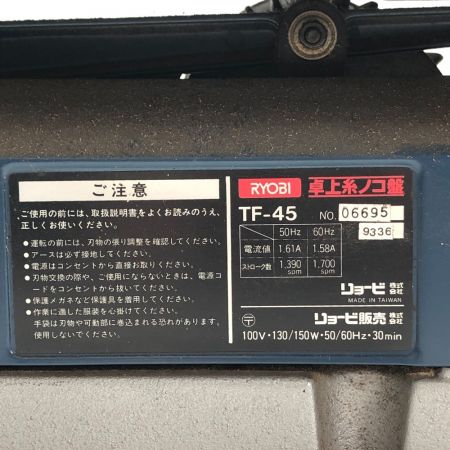 ご注意
ご使用の前には、取扱説明書をよくお読みのうえ、
正しくお使いください。
●運転の前には、刃物の張り調整を確認してください。
●アースは必ず接地してください。
●電源はコンセントから直接お取りください。
●刃物交換の際や、ご使用にならないときは、電源コードをコンセントから抜いてください。
●保護メガネなど保護具を着用してください。
●作業に適した服装を心掛けてください。
手袋は刃物や可動部に巻込まれる恐れがあります。
使用しないでください。
RYOBI 卓上糸ノコ盤
TF-45 NO. 06695
9336
50Hz 60Hz
電流値 1.61A 1.58A
ストローク数 1,390 spm 1,700 spm
リョービ株式会社
MADE IN TAIWAN
〒 リョービ販売株式会社
100V・130/150W・50/60Hz・30min